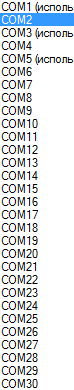 COM1 (исполь
COM2
COM3 (исполь
COM4
COM5 (исполь
COM6
COM7
COM8
COM9
COM10
COM11
COM12
COM13
COM14
COM15
COM16
COM17
COM18
COM19
COM20
COM21
COM22
COM23
COM24
COM25
COM26
COM27
COM28
COM29
COM30